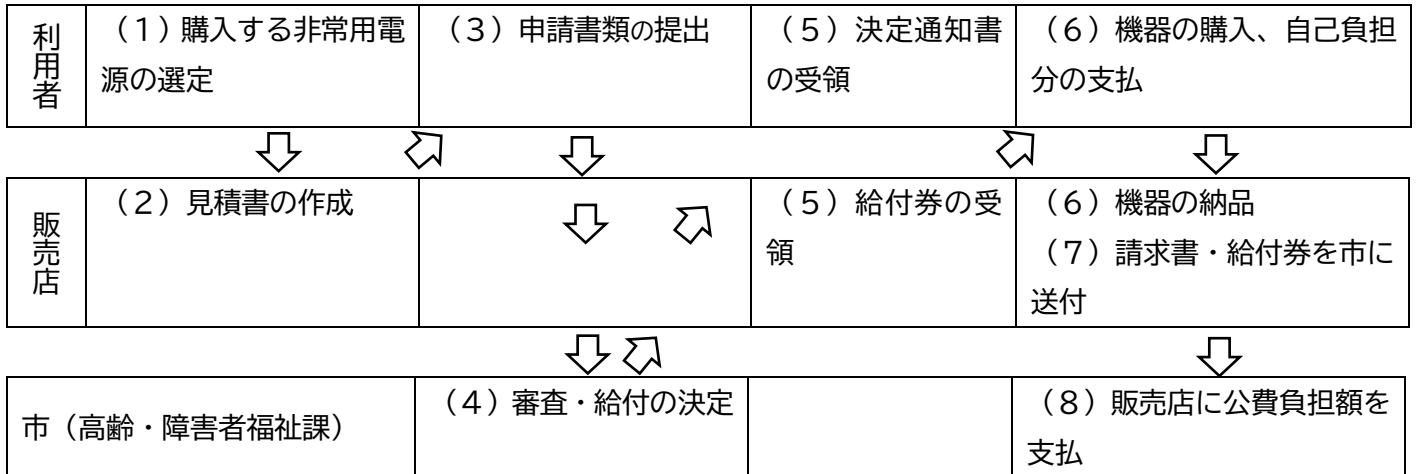 利用者
(1)購入する非常用電
源の選定
(3)申請書類の提出
(5)決定通知書
の受領
(6)機器の購入、自己負担
分の支払
販売店
(2)見積書の作成
(5)給付券の受
領
(6)機器の納品
(7)請求書・給付券を市に
送付
市(高齢・障害者福祉課)
(4)審査・給付の決定
(8)販売店に公費負担額を
支払